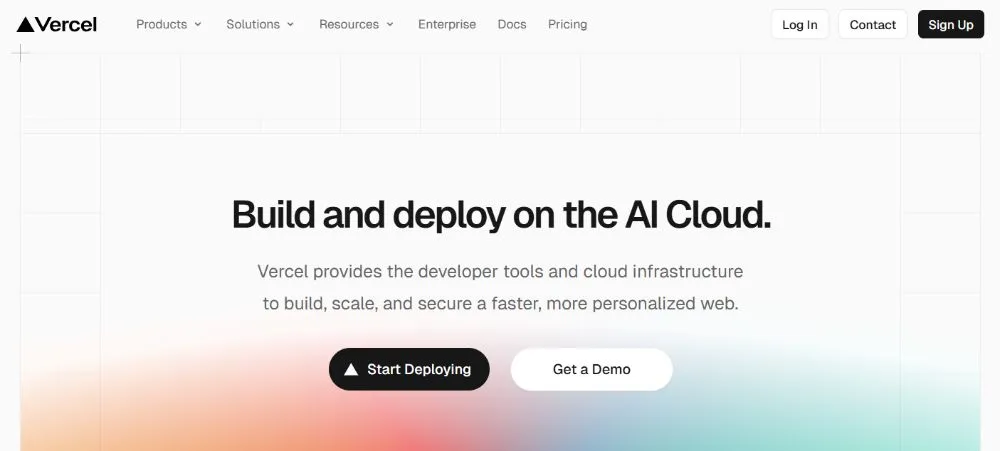 Vercel
Products
Solutions
Resources
Enterprise
Docs
Pricing
Log In
Contact
Sign Up
Build and deploy on the AI Cloud.
Vercel provides the developer tools and cloud infrastructure
to build, scale, and secure a faster, more personalized web.
Start Deploying
Get a Demo